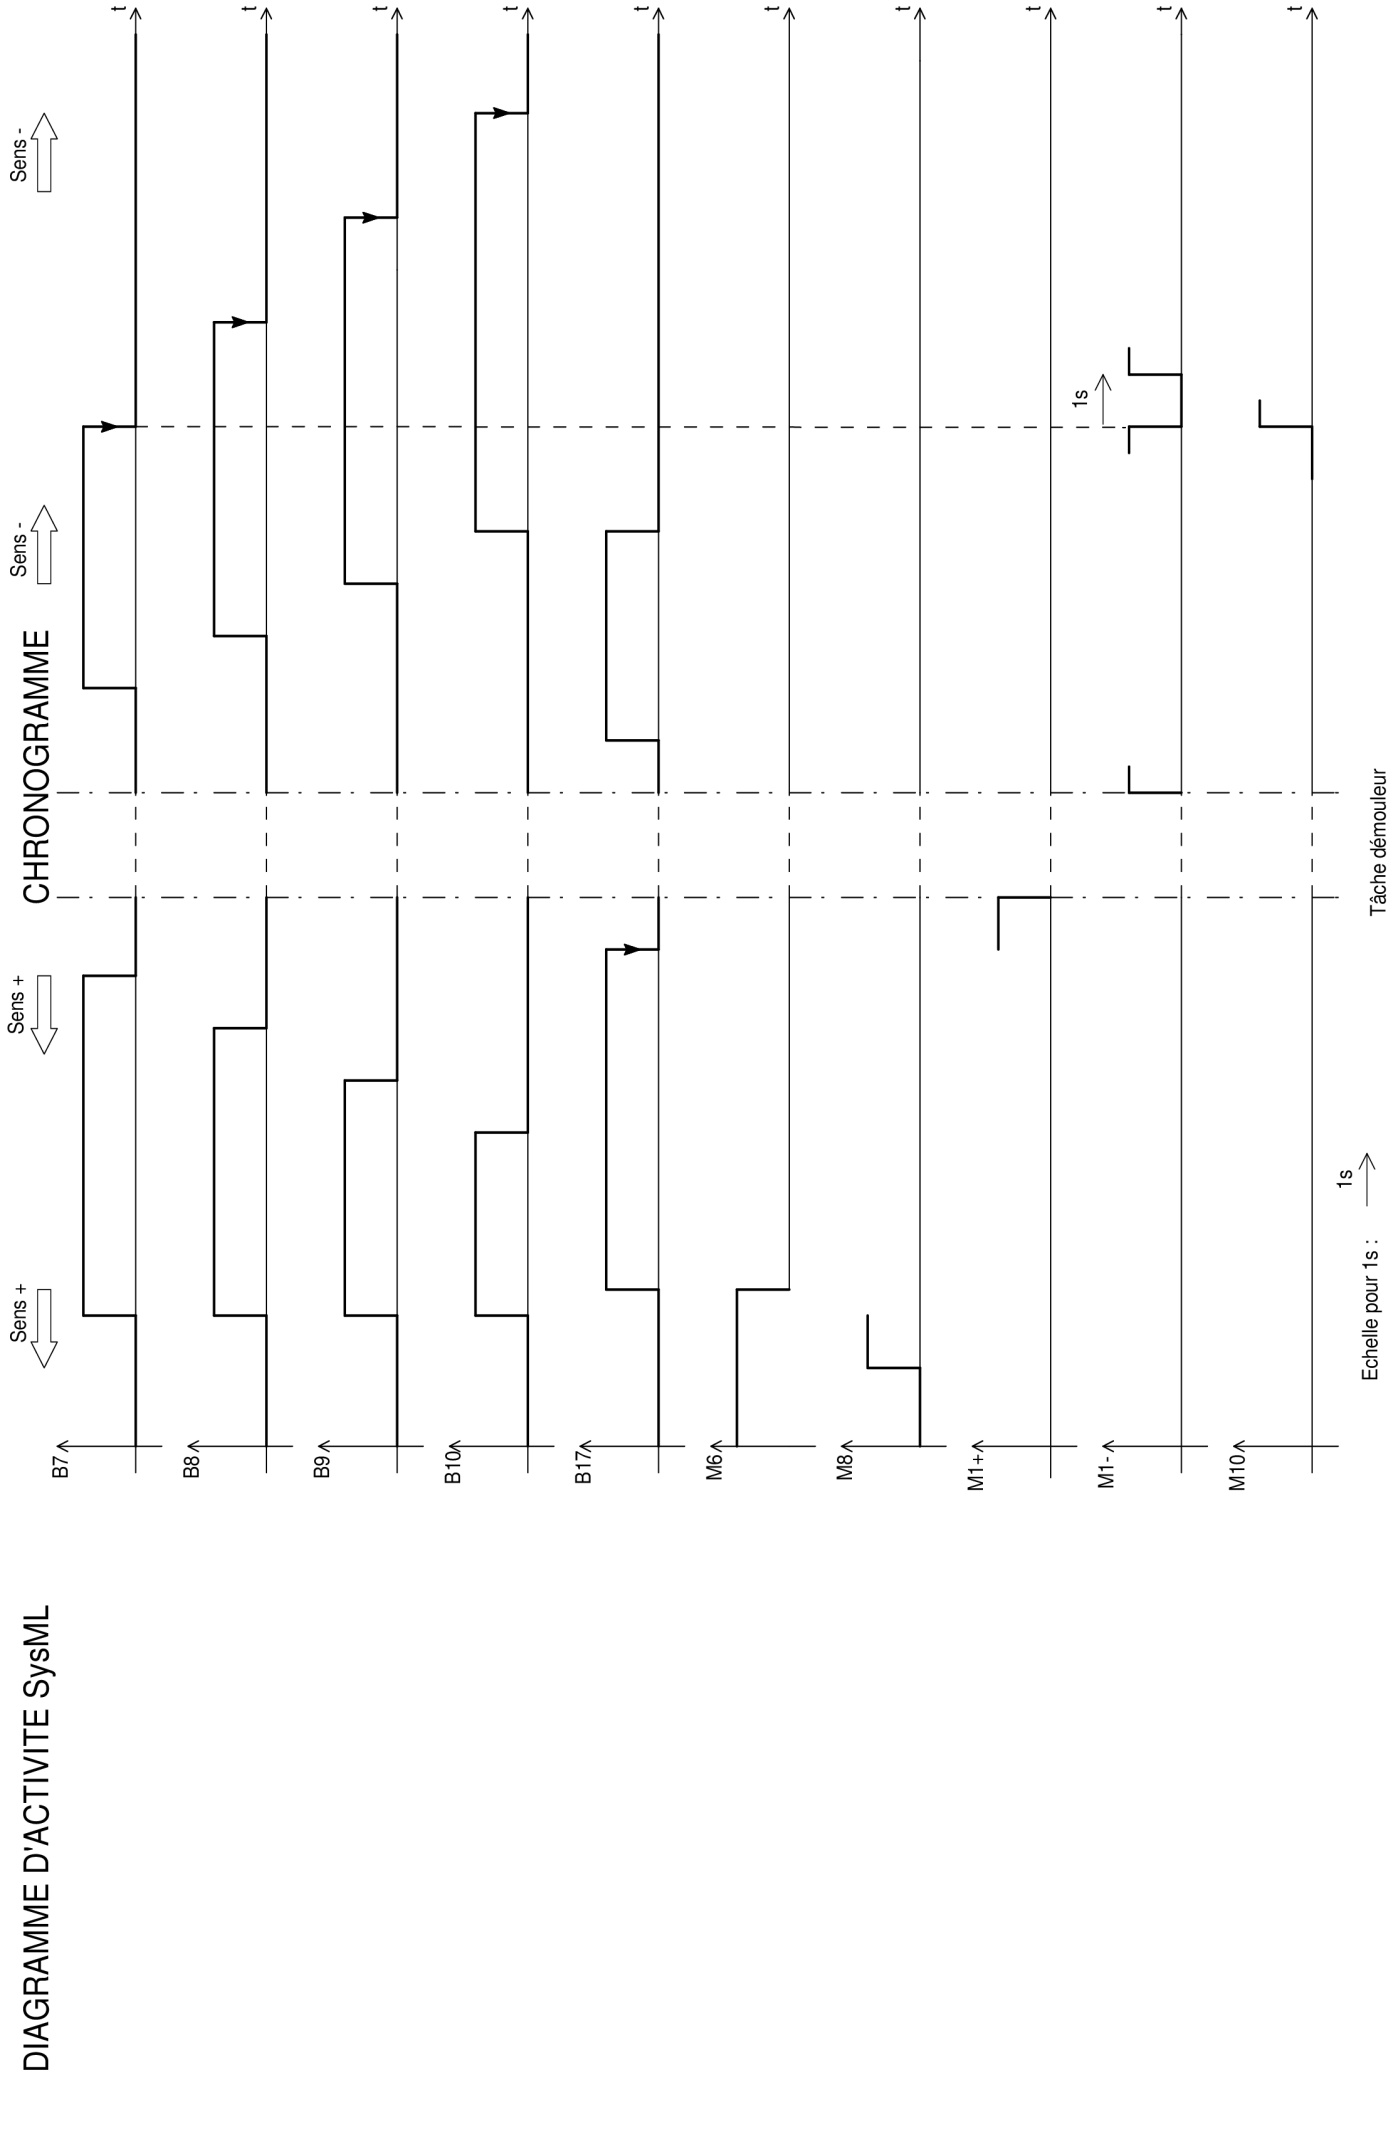 DIAGRAMME D'ACTIVITE SysML
CHRONOGRAMME
Sens +
Sens +
Sens -
Sens -
B7
t
B8
t
B9
t
B10
t
B17
t
M6
t
M8
t
M1+
t
1s
M1-
t
M10
t
Echelle pour 1s :
1s
Tâche démouleur